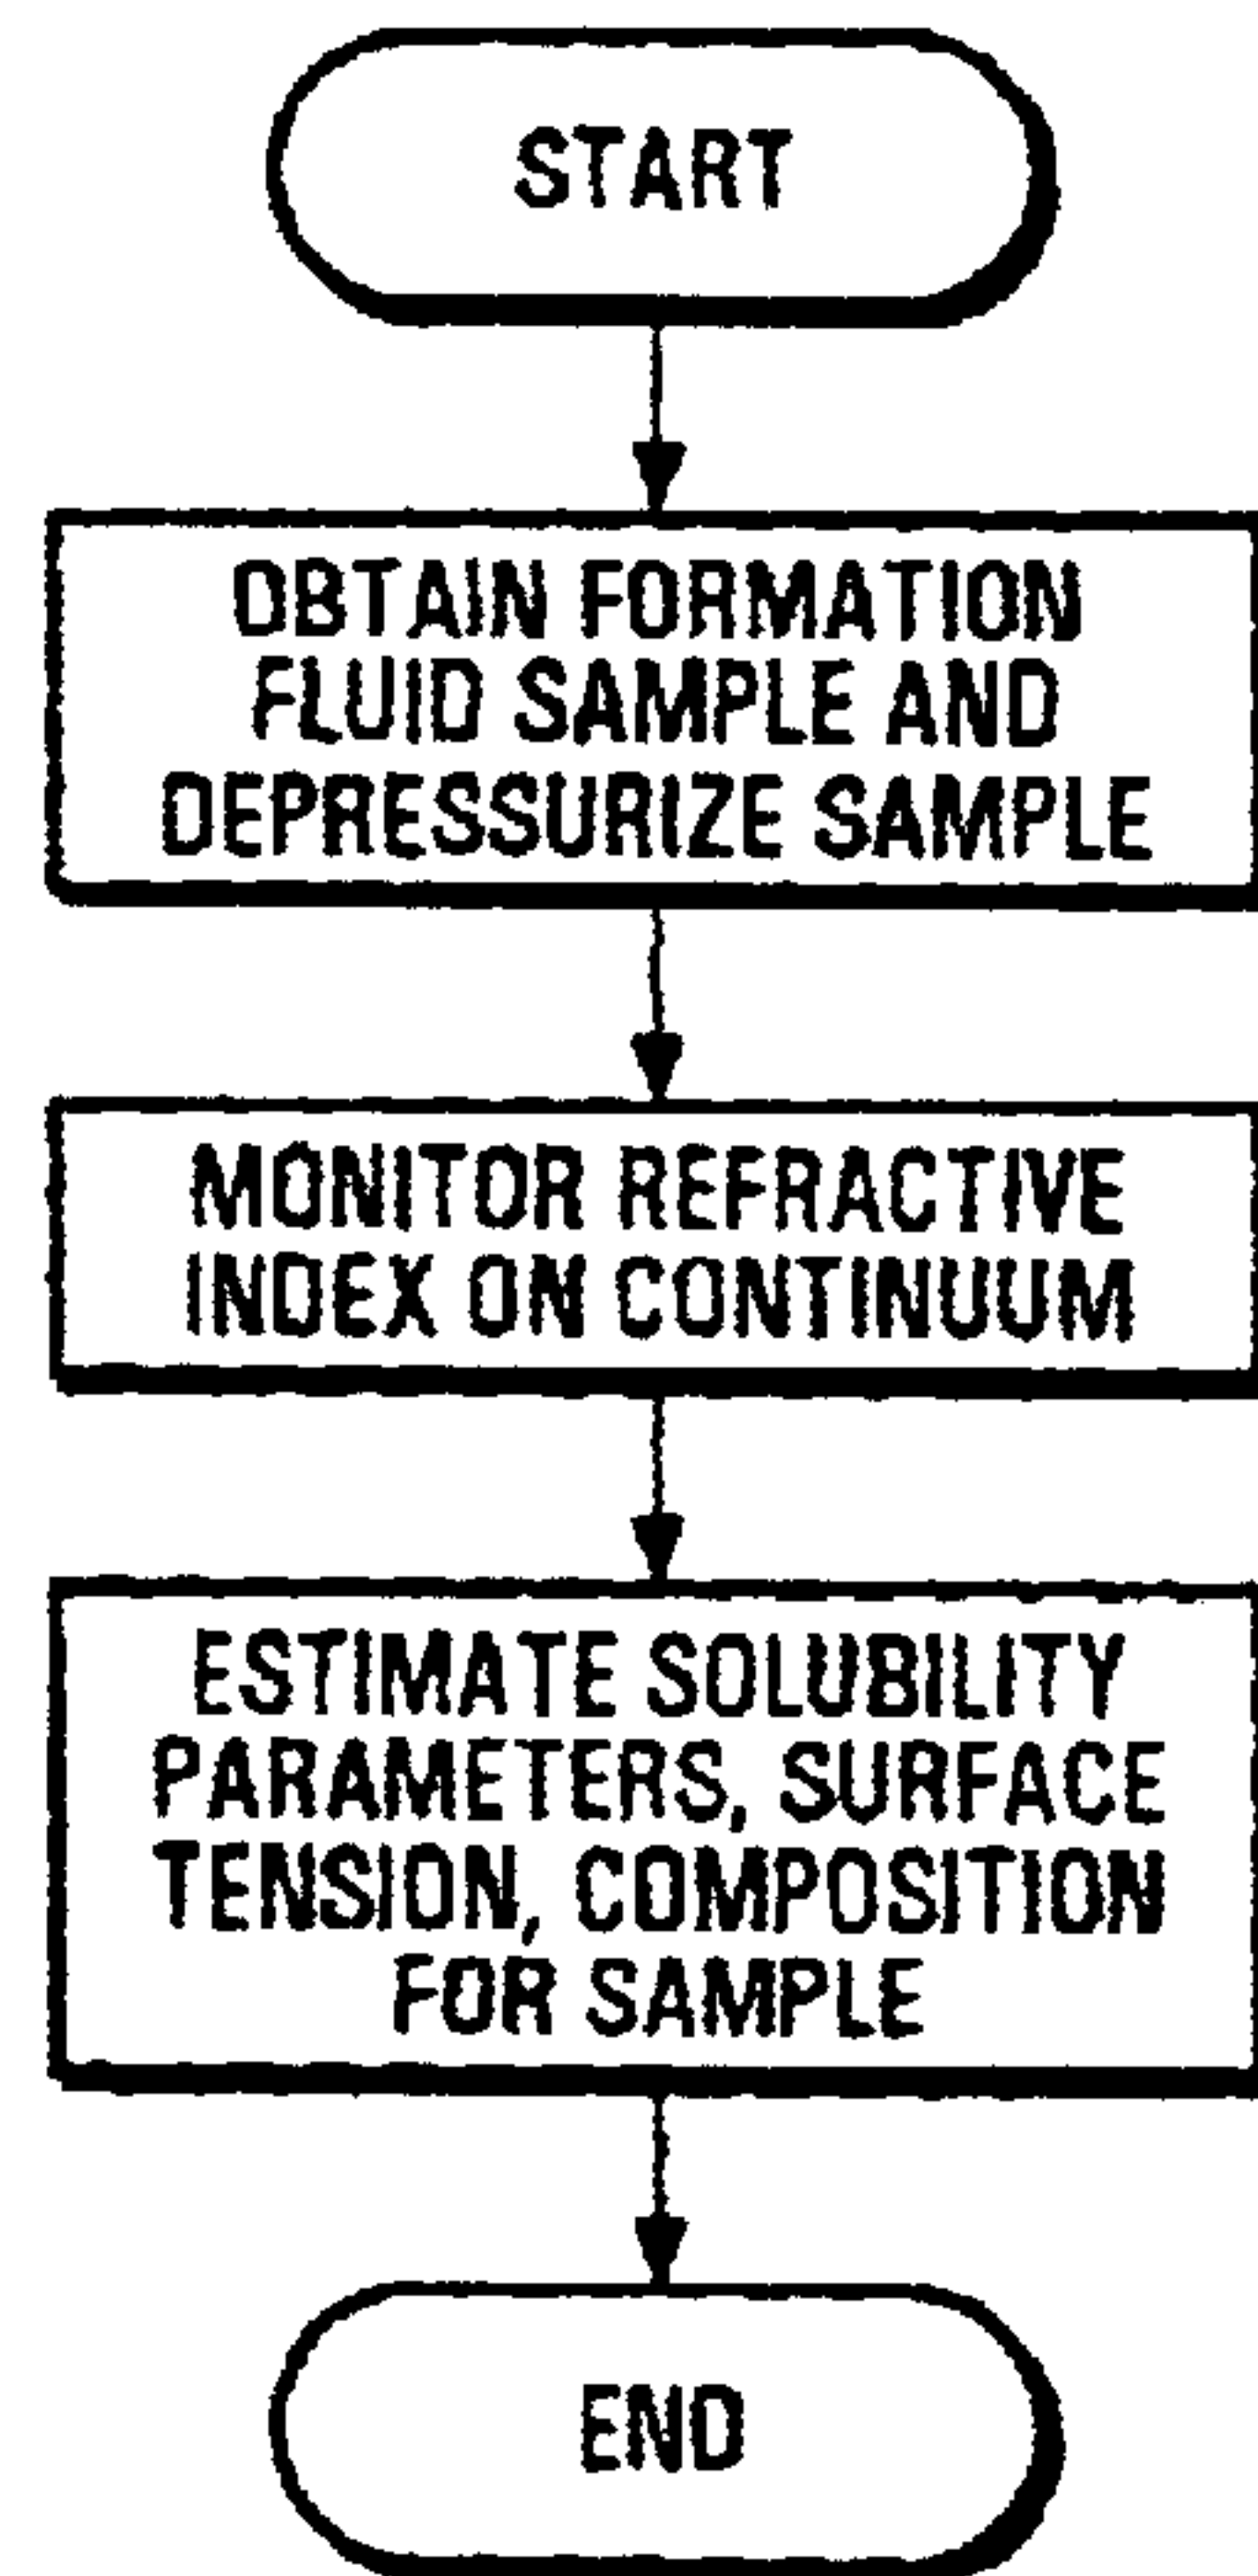 START
OBTAIN FORMATION
FLUID SAMPLE AND
DEPRESSURIZE SAMPLE
MONITOR REFRACTIVE
INDEX ON CONTINUUM
ESTIMATE SOLUBILITY
PARAMETERS, SURFACE
TENSION, COMPOSITION
FOR SAMPLE
END